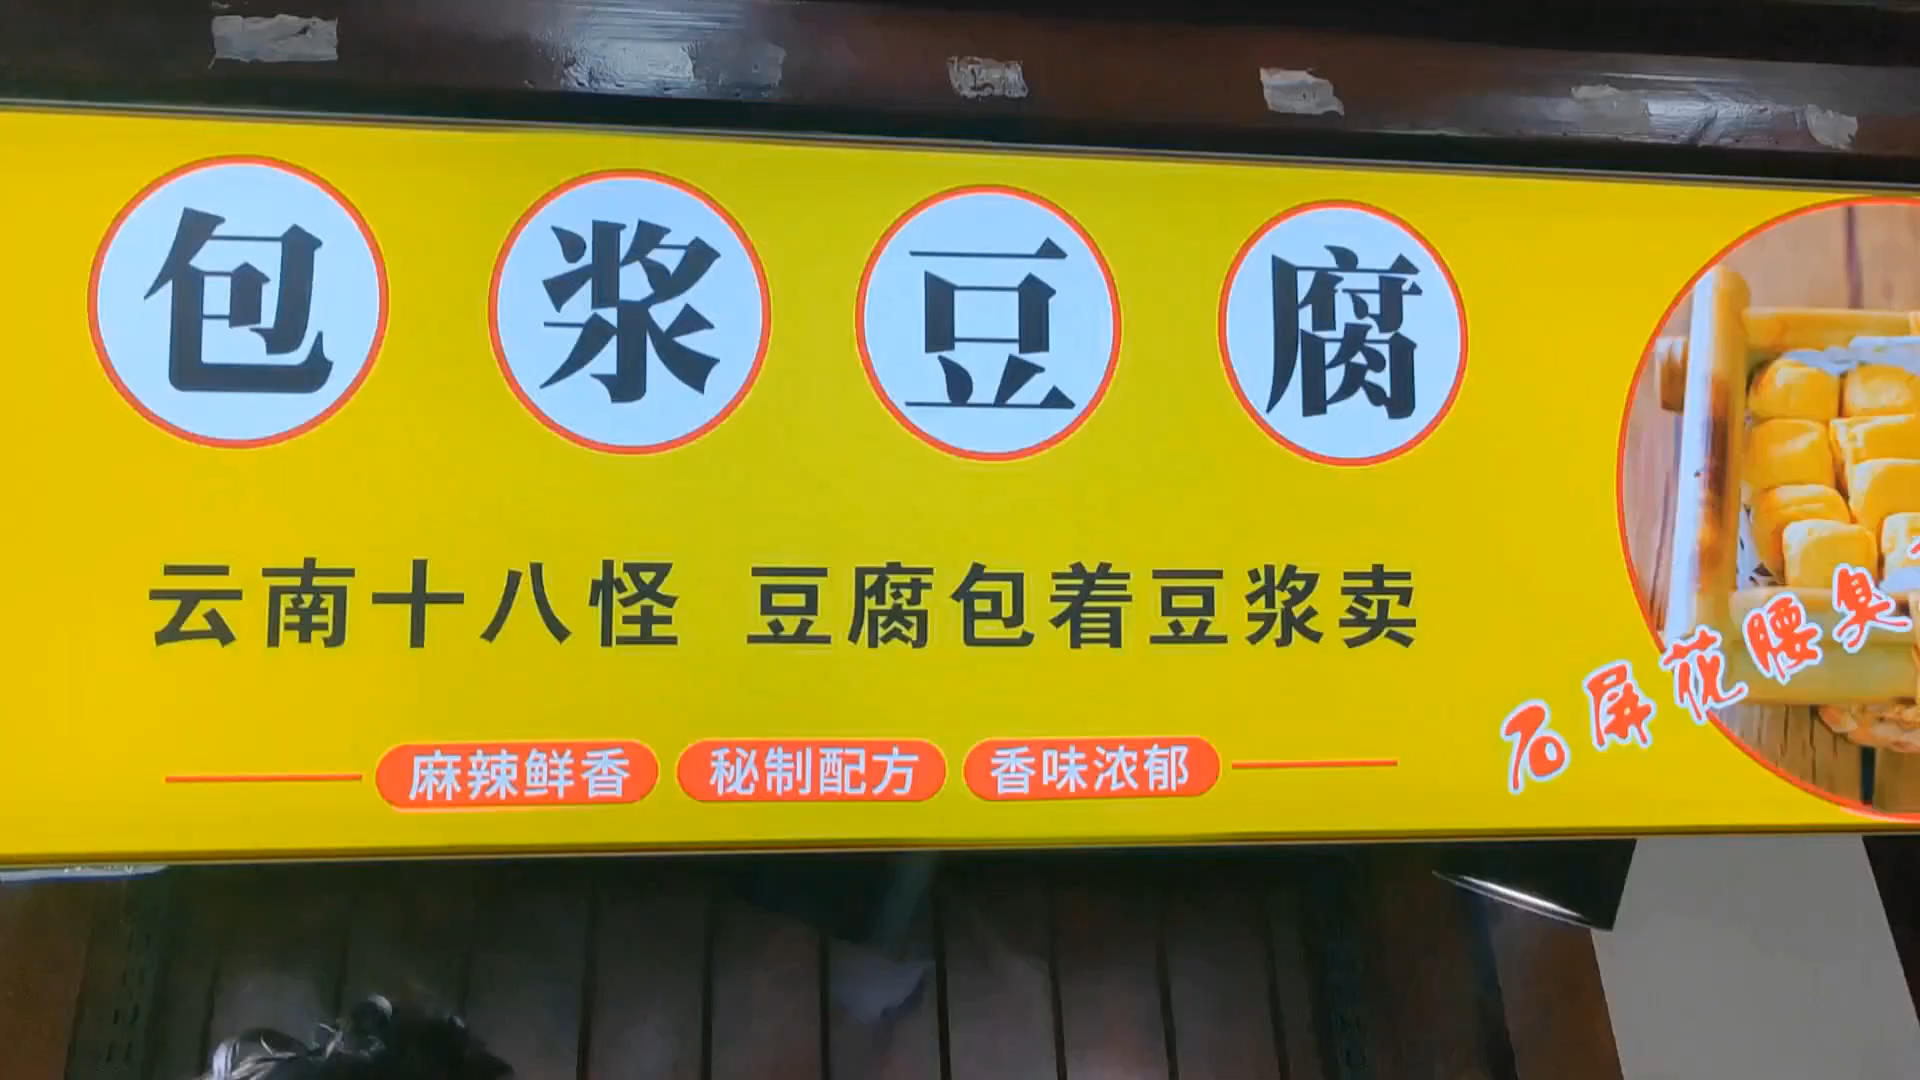 包浆豆腐
云南十八怪 豆腐包着豆浆卖
麻辣鲜香 秘制配方 香味浓郁
石屏花腰臭